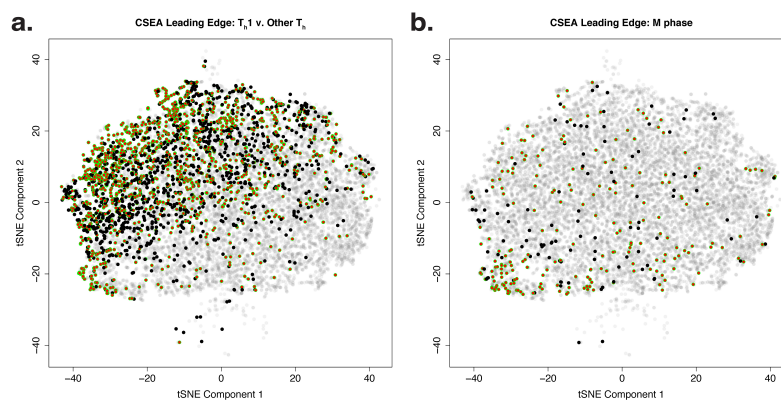 a.
CSEA Leading Edge: Th1 v. Other Th
40
20
0
−20
−40
tSNE Component 2
−40 −20 0 20 40
tSNE Component 1
b.
CSEA Leading Edge: M phase
40
20
0
−20
−40
tSNE Component 2
−40 −20 0 20 40
tSNE Component 1